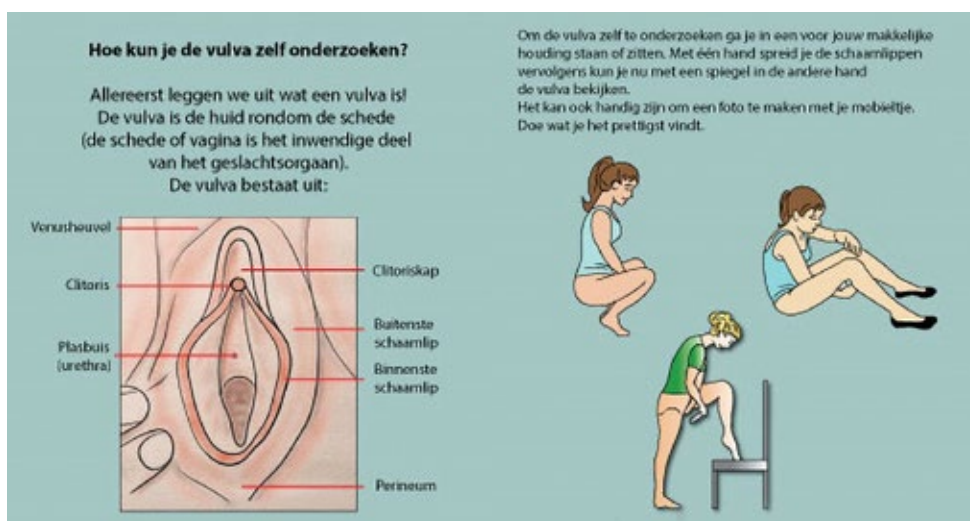 Hoe kun je de vulva zelf onderzoeken?
Allereerst leggen we uit wat een vulva is!
De vulva is de huid rondom de schede
(de schede of vagina is het inwendige deel
van het geslachtsorgaan).
De vulva bestaat uit:
Venusheuvel
Clitoris
Plasbuis
(urethra)
Clitoriskap
Buitenste
schaamlip
Binnenste
schaamlip
Perineum
Om de vulva zelf te onderzoeken ga je in een voor jouw makkelijke
houding staan of zitten. Met één hand spreid je de schaamlippen
vervolgens kun je nu met een spiegel in de andere hand
de vulva bekijken.
Het kan ook handig zijn om een foto te maken met je mobieltje.
Doe wat je het prettigst vindt.